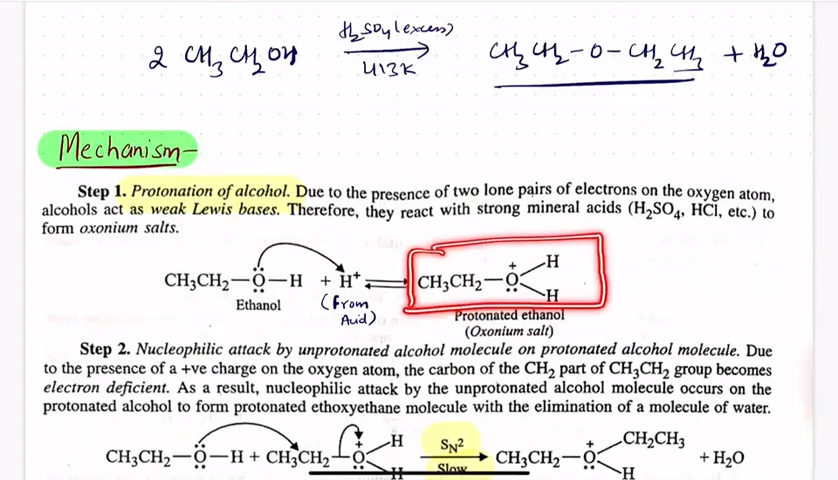 2 CH₃CH₂OH H₂SO₄(excess) 413K CH₃CH₂-O-CH₂CH₃ + H₂O
Mechanism-
Step 1. Protonation of alcohol. Due to the presence of two lone pairs of electrons on the oxygen atom,
alcohols act as weak Lewis bases. Therefore, they react with strong mineral acids (H₂SO₄, HCl, etc.) to
form oxonium salts.
CH₃CH₂—Ö—H + H⁺ ⇌ CH₃CH₂—O⁺ H H
Ethanol (from Acid) Protonated ethanol
(Oxonium salt)
Step 2. Nucleophilic attack by unprotonated alcohol molecule on protonated alcohol molecule. Due
to the presence of a +ve charge on the oxygen atom, the carbon of the CH₂ part of CH₃CH₂ group becomes
electron deficient. As a result, nucleophilic attack by the unprotonated alcohol molecule occurs on the
protonated alcohol to form protonated ethoxyethane molecule with the elimination of a molecule of water.
CH₃CH₂—Ö—H + CH₃CH₂—O⁺ H H SN2 Slow CH₃CH₂—O⁺ CH₂CH₃ H + H₂O